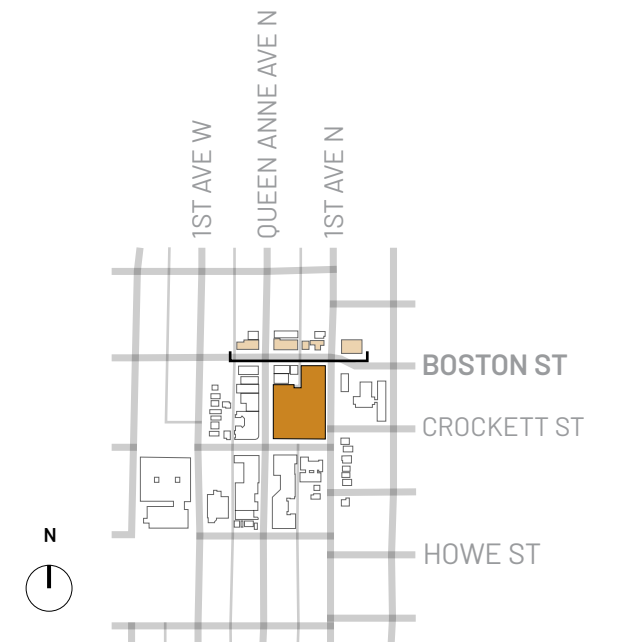 1ST AVE W
QUEEN ANNE AVE N
1ST AVE N
BOSTON ST
CROCKETT ST
HOWE ST
N